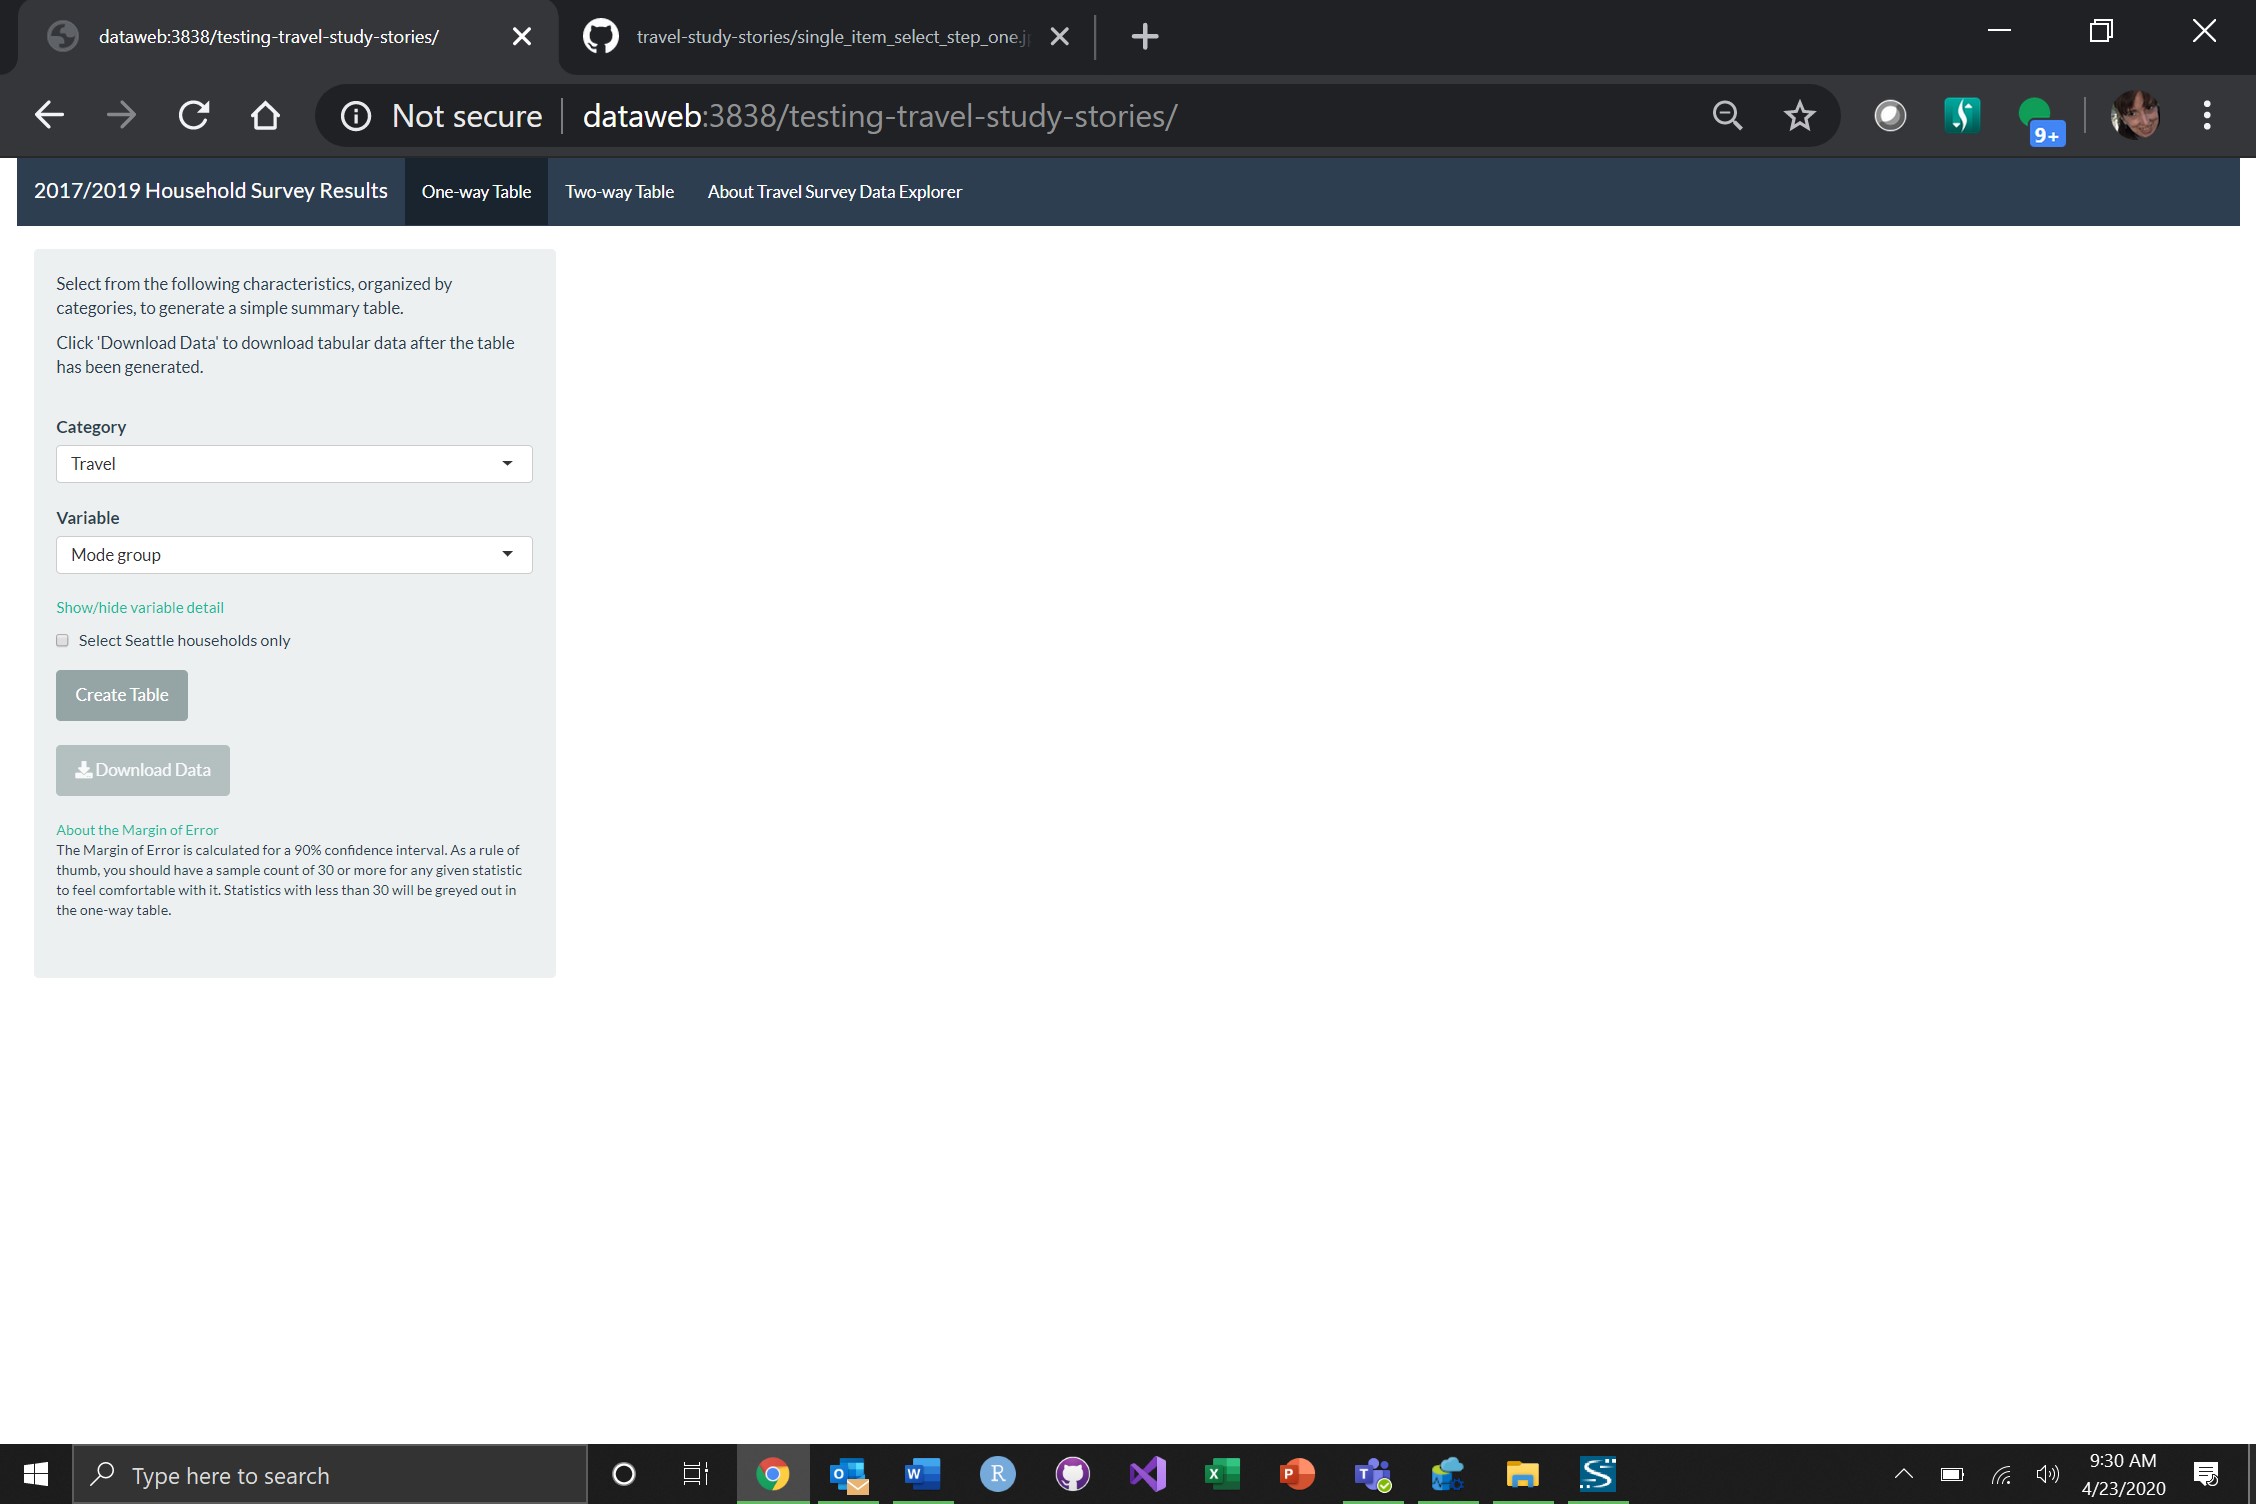 dataweb:3838/testing-travel-study-stories/
travel-study-stories/single_item_select_step_one.j
Not secure
dataweb:3838/testing-travel-study-stories/
9+
2017/2019 Household Survey Results
One-way Table
Two-way Table
About Travel Survey Data Explorer
Select from the following characteristics, organized by
categories, to generate a simple summary table.
Click 'Download Data' to download tabular data after the table
has been generated.
Category
Travel
Variable
Mode group
Show/hide variable detail
Select Seattle households only
Create Table
Download Data
About the Margin of Error
The Margin of Error is calculated for a 90% confidence interval. As a rule of
thumb, you should have a sample count of 30 or more for any given statistic
to feel comfortable with it. Statistics with less than 30 will be greyed out in
the one-way table.
Type here to search
9:30 AM
4/23/2020